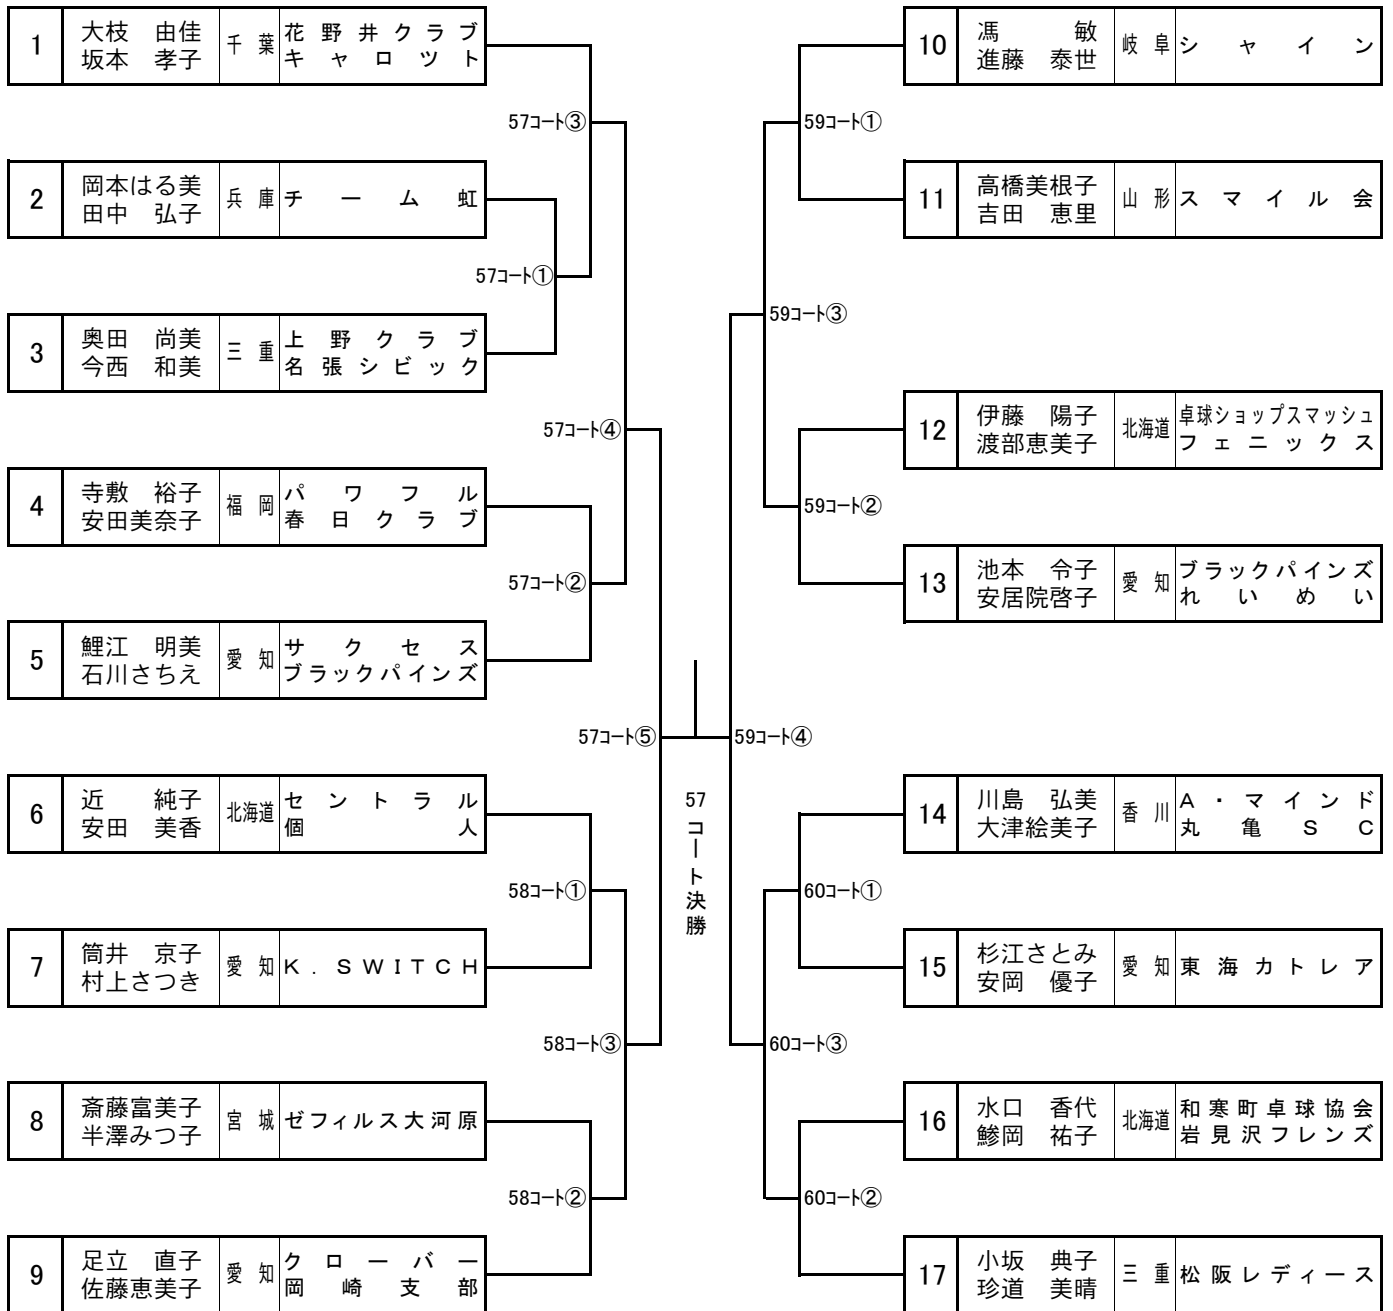 1
大枝　由佳
坂本　孝子
千葉
花野井クラブ
キャロツト
57コート③
2
岡本はる美
田中　弘子
兵庫
チーム虹
57コート①
3
奥田　尚美
今西　和美
三重
上野クラブ
名張シビック
57コート④
4
寺敷　裕子
安田美奈子
福岡
パワフル
春日クラブ
57コート②
5
鯉江　明美
石川さちえ
愛知
サクセス
ブラックパインズ
57コート⑤
6
近　　純子
安田　美香
北海道
セントラル
個人
58コート①
7
筒井　京子
村上さつき
愛知
K．SWITCH
58コート③
8
斎藤富美子
半澤みつ子
宮城
ゼフィルス大河原
58コート②
9
足立　直子
佐藤恵美子
愛知
クローバー
岡崎支部
57コート決勝
10
馮　　敏
進藤　泰世
岐阜
シャイン
59コート①
11
高橋美根子
吉田　恵里
山形
スマイル会
59コート③
12
伊藤　陽子
渡部恵美子
北海道
卓球ショップスマッシュ
フェニックス
59コート②
13
池本　令子
安居院啓子
愛知
ブラックパインズ
れいめい
59コート④
14
川島　弘美
大津絵美子
香川
A・マインド
丸亀SC
60コート①
15
杉江さとみ
安岡　優子
愛知
東海カトレア
60コート③
16
水口　香代
鯵岡　祐子
北海道
和寒町卓球協会
岩見沢フレンズ
60コート②
17
小坂　典子
珍道　美晴
三重
松阪レディース